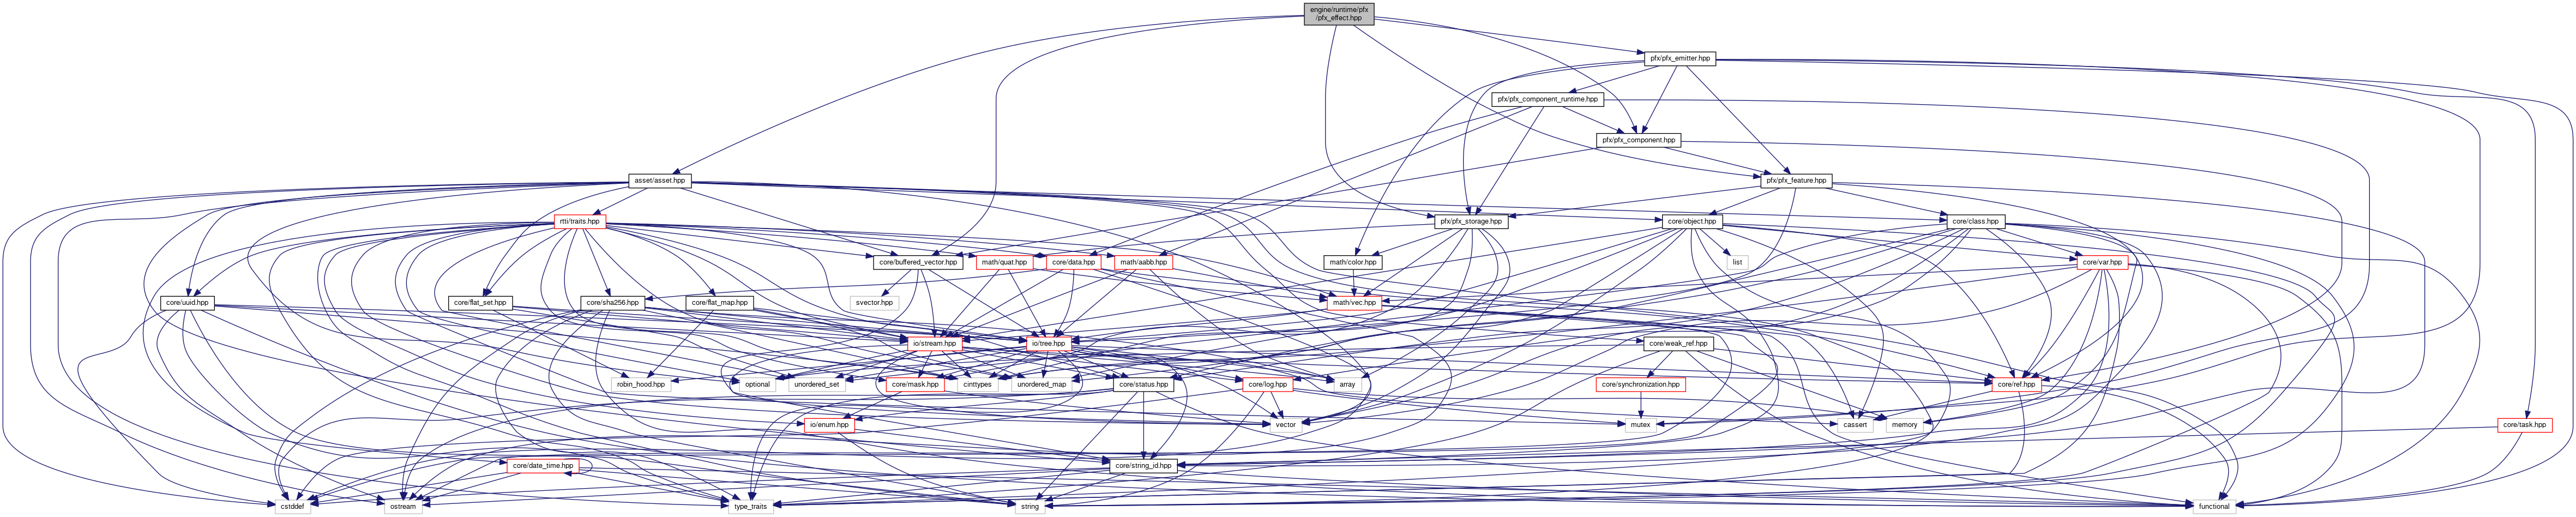 engine/runtime/pfx
/pfx_effect.hpp
pfx/pfx_emitter.hpp
pfx/pfx_component_runtime.hpp
pfx/pfx_component.hpp
asset/asset.hpp
pfx/pfx_feature.hpp
rtti/traits.hpp
pfx/pfx_storage.hpp
core/object.hpp
core/class.hpp
core/buffered_vector.hpp
math/quat.hpp
core/data.hpp
math/aabb.hpp
math/color.hpp
list
core/var.hpp
core/uuid.hpp
core/flat_set.hpp
core/sha256.hpp
core/flat_map.hpp
svector.hpp
math/vec.hpp
io/stream.hpp
io/tree.hpp
core/weak_ref.hpp
robin_hood.hpp
optional
unordered_set
core/mask.hpp
cinttypes
unordered_map
core/status.hpp
core/log.hpp
array
core/synchronization.hpp
core/ref.hpp
io/enum.hpp
vector
mutex
cassert
memory
core/task.hpp
core/date_time.hpp
core/string_id.hpp
cstddef
ostream
type_traits
string
functional